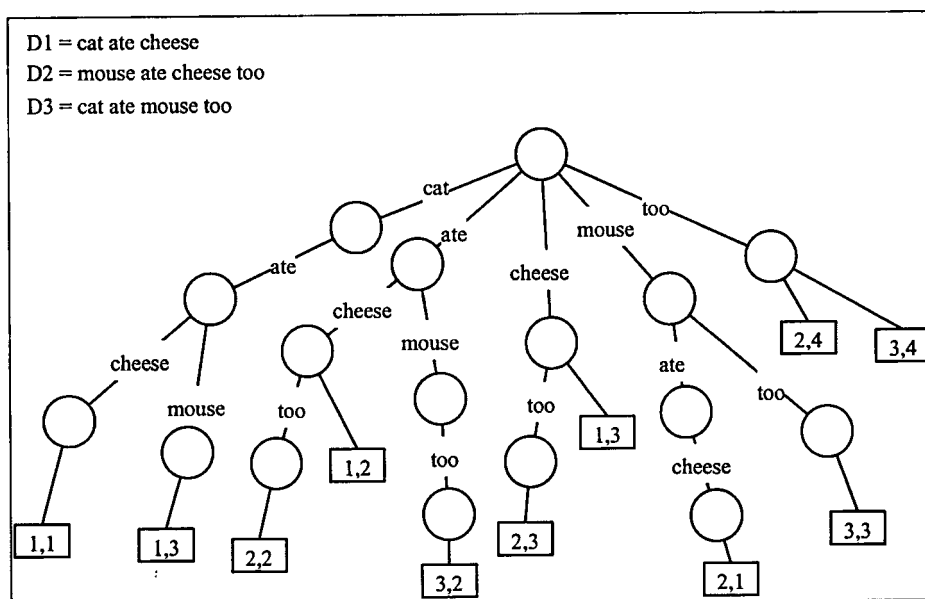 D1 = cat ate cheese
D2 = mouse ate cheese too
D3 = cat ate mouse too
cat
too
ate
mouse
ate
cheese
cheese
2,4
3,4
mouse
ate
cheese
too
mouse
too
too
1,3
1,2
too
cheese
1,1
1,3
2,2
2,3
3,3
3,2
2,1